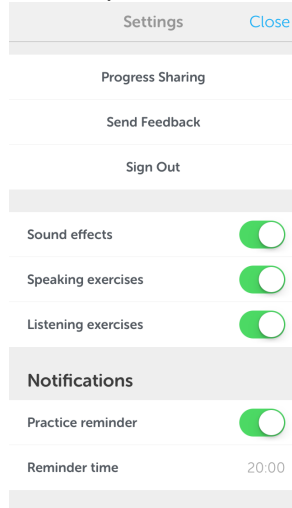 Settings Close
Progress Sharing
Send Feedback
Sign Out
Sound effects
Speaking exercises
Listening exercises
Notifications
Practice reminder
Reminder time 20:00